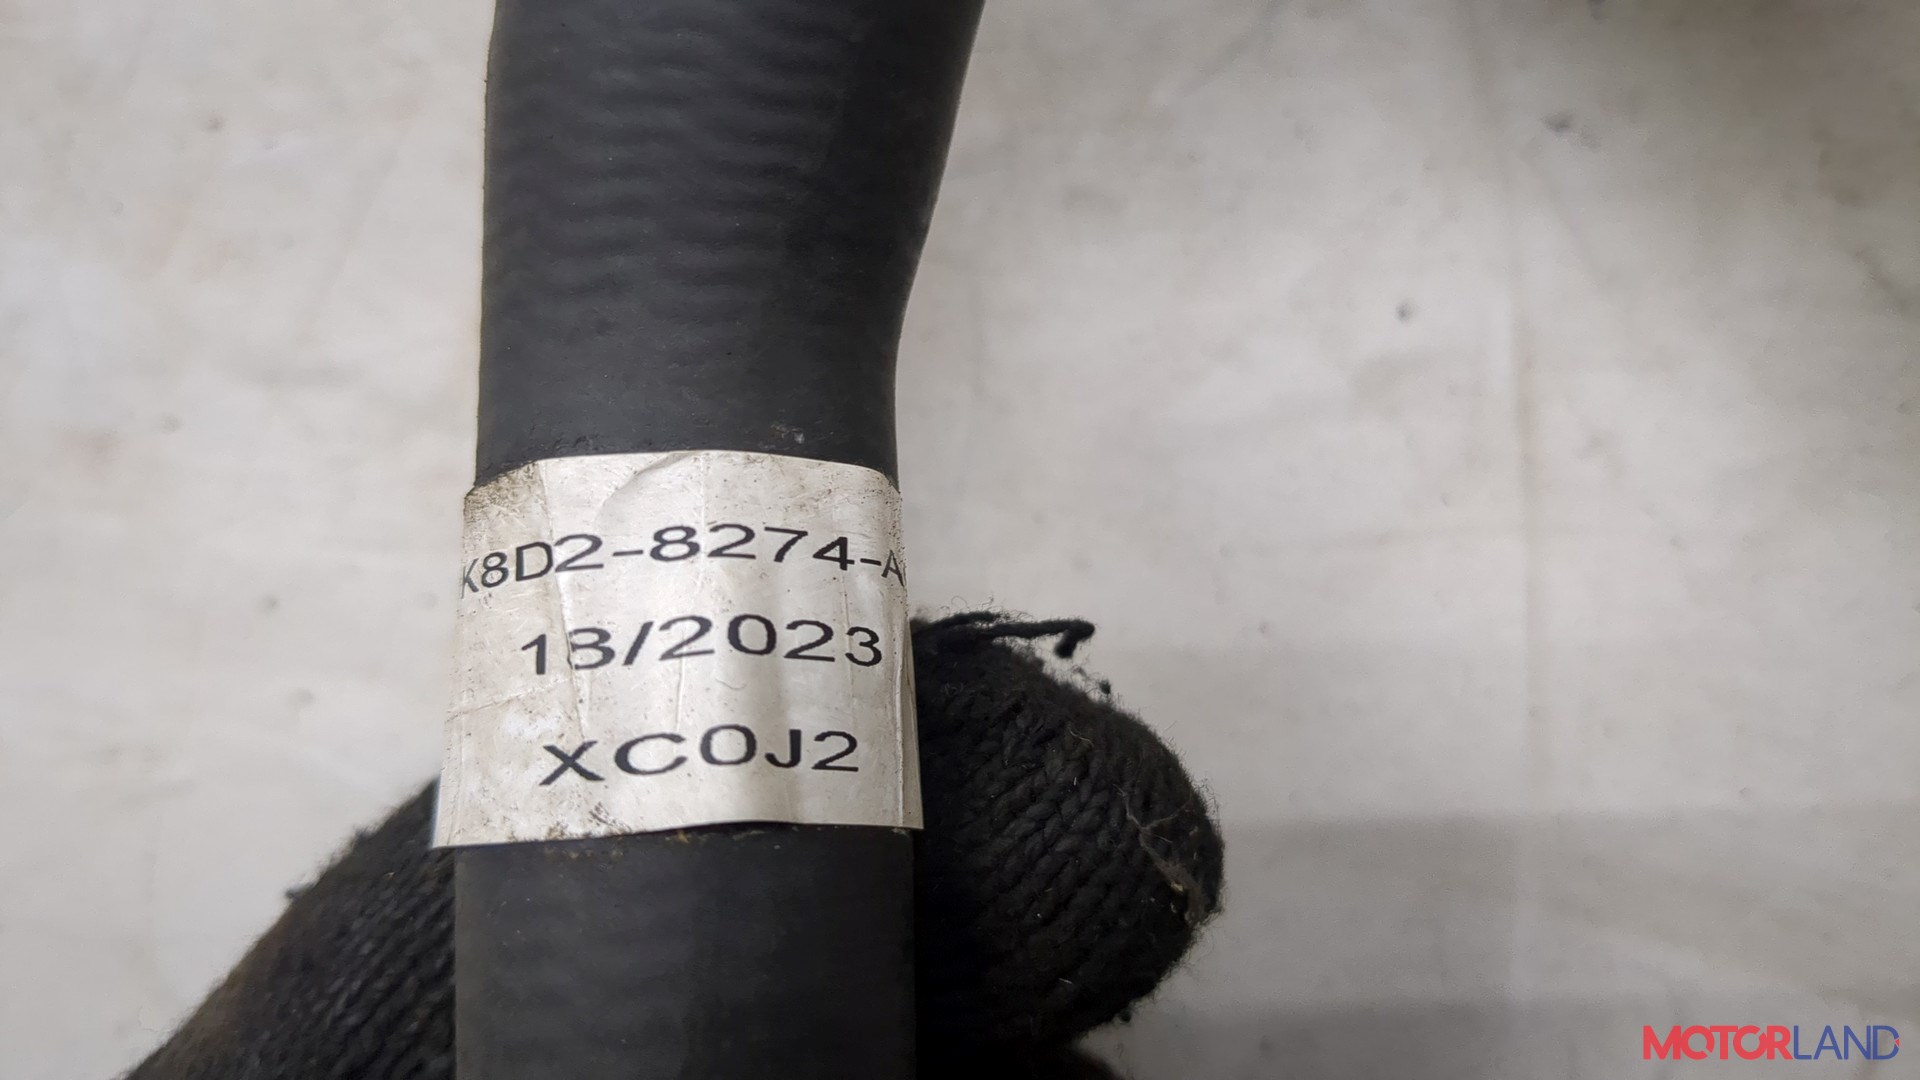 K8D2-8274-A
13/2023
XC0J2
MOTORLAND